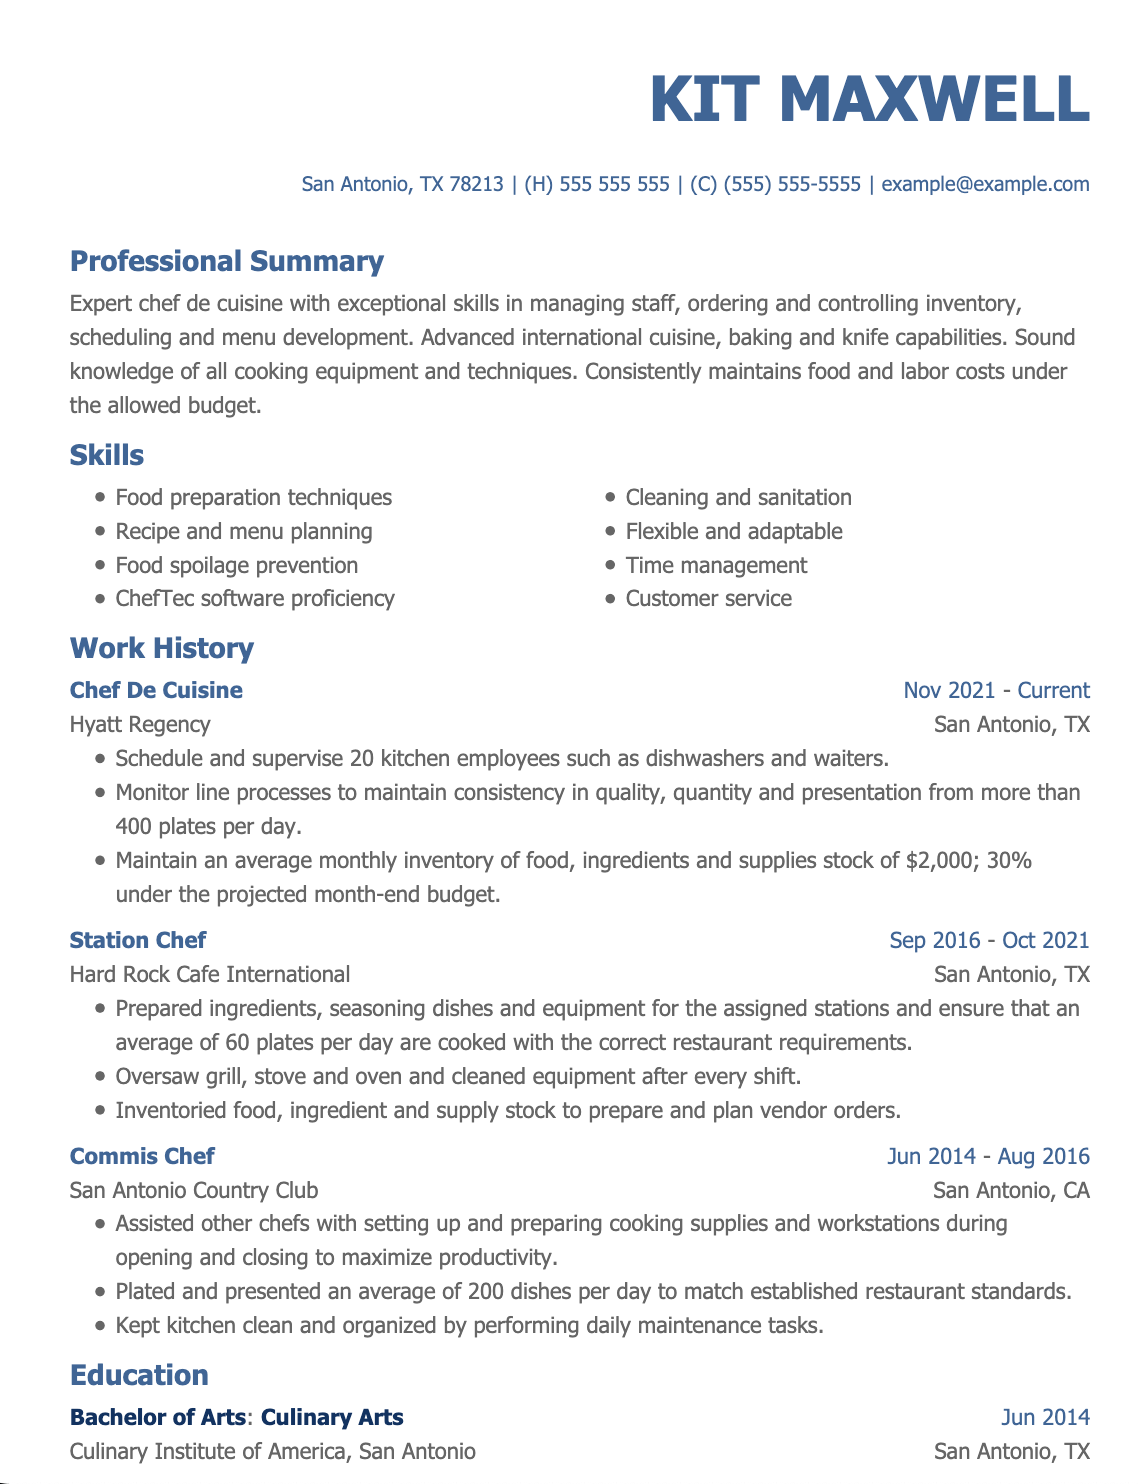 KIT MAXWELL
San Antonio, TX 78213 | (H) 555 555 555 | (C) (555) 555-5555 | example@example.com
Professional Summary
Expert chef de cuisine with exceptional skills in managing staff, ordering and controlling inventory,
scheduling and menu development. Advanced international cuisine, baking and knife capabilities. Sound
knowledge of all cooking equipment and techniques. Consistently maintains food and labor costs under
the allowed budget.
Skills
• Food preparation techniques
• Recipe and menu planning
• Food spoilage prevention
• ChefTec software proficiency
• Cleaning and sanitation
• Flexible and adaptable
• Time management
• Customer service
Work History
Chef De Cuisine Nov 2021 - Current
Hyatt Regency San Antonio, TX
• Schedule and supervise 20 kitchen employees such as dishwashers and waiters.
• Monitor line processes to maintain consistency in quality, quantity and presentation from more than
400 plates per day.
• Maintain an average monthly inventory of food, ingredients and supplies stock of $2,000; 30%
under the projected month-end budget.
Station Chef Sep 2016 - Oct 2021
Hard Rock Cafe International San Antonio, TX
• Prepared ingredients, seasoning dishes and equipment for the assigned stations and ensure that an
average of 60 plates per day are cooked with the correct restaurant requirements.
• Oversaw grill, stove and oven and cleaned equipment after every shift.
• Inventoried food, ingredient and supply stock to prepare and plan vendor orders.
Commis Chef Jun 2014 - Aug 2016
San Antonio Country Club San Antonio, CA
• Assisted other chefs with setting up and preparing cooking supplies and workstations during
opening and closing to maximize productivity.
• Plated and presented an average of 200 dishes per day to match established restaurant standards.
• Kept kitchen clean and organized by performing daily maintenance tasks.
Education
Bachelor of Arts: Culinary Arts Jun 2014
Culinary Institute of America, San Antonio San Antonio, TX